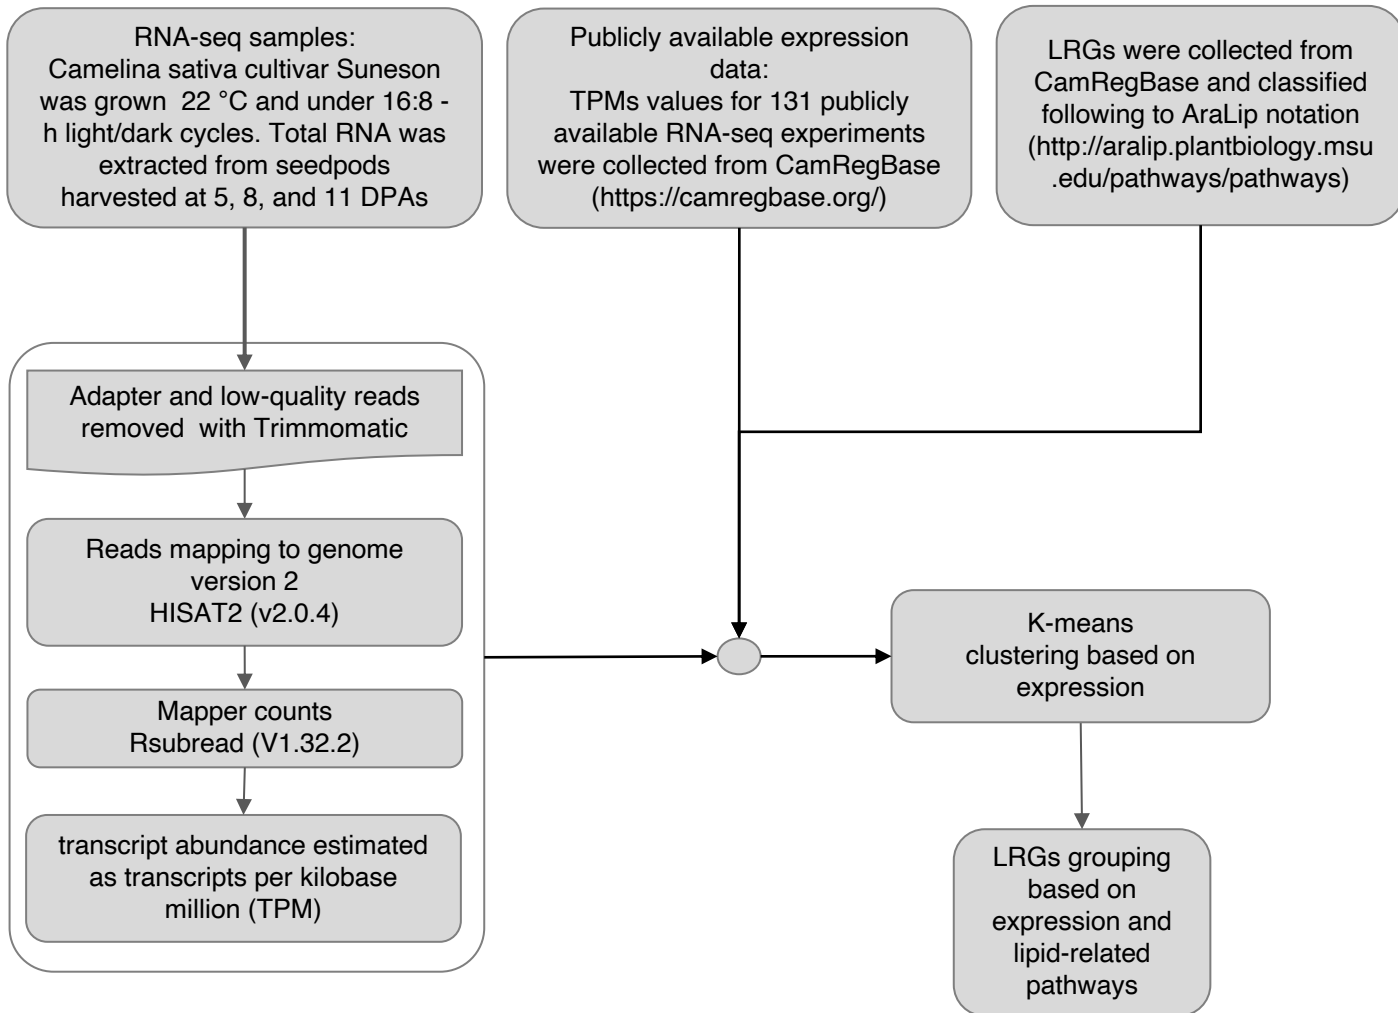 RNA-seq samples:
Camelina sativa cultivar Suneson
was grown  22 °C and under 16:8 -
h light/dark cycles. Total RNA was
extracted from seedpods
harvested at 5, 8, and 11 DPAs
Publicly available expression
data:
TPMs values for 131 publicly
available RNA-seq experiments
were collected from CamRegBase
(https://camregbase.org/)
LRGs were collected from
CamRegBase and classified
following to AraLip notation
(http://aralip.plantbiology.msu
.edu/pathways/pathways)
Adapter and low-quality reads
removed  with Trimmomatic
Reads mapping to genome
version 2
HISAT2 (v2.0.4)
Mapper counts
Rsubread (V1.32.2)
transcript abundance estimated
as transcripts per kilobase
million (TPM)
K-means
clustering based on
expression
LRGs grouping
based on
expression and
lipid-related
pathways